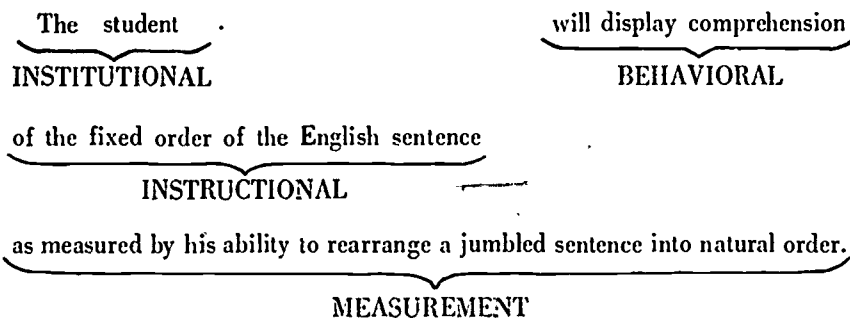 The student will display comprehension
INSTITUTIONAL BEHAVIORAL
of the fixed order of the English sentence
INSTRUCTIONAL
as measured by his ability to rearrange a jumbled sentence into natural order.
MEASUREMENT